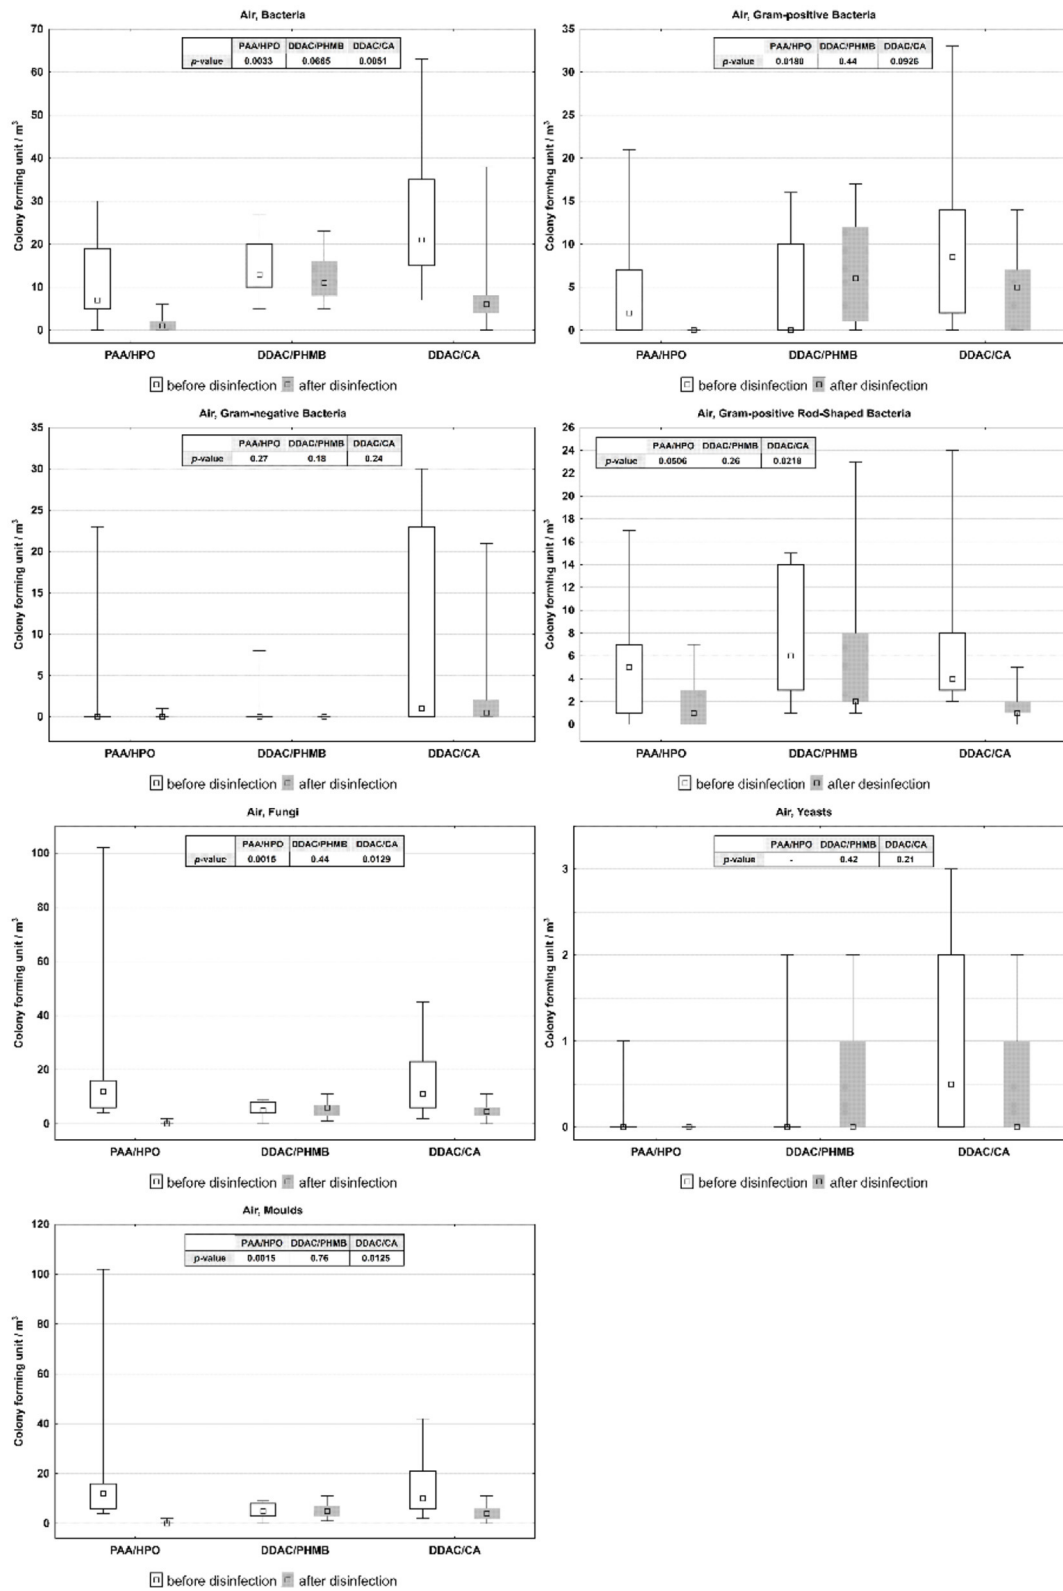 Air, Bacteria
Colony forming unit / m³
70
60
50
40
30
20
10
0
PAA/HPO DDAC/PHMB DDAC/CA
p-value 0.0033 0.0665 0.0051
PAA/HPO DDAC/PHMB DDAC/CA
before disinfection after disinfection
Air, Gram-positive Bacteria
Colony forming unit / m³
35
30
25
20
15
10
5
0
PAA/HPO DDAC/PHMB DDAC/CA
p-value 0.0180 0.44 0.0926
PAA/HPO DDAC/PHMB DDAC/CA
before disinfection after disinfection
Air, Gram-negative Bacteria
Colony forming unit / m³
35
30
25
20
15
10
5
0
PAA/HPO DDAC/PHMB DDAC/CA
p-value 0.27 0.18 0.24
PAA/HPO DDAC/PHMB DDAC/CA
before disinfection after disinfection
Air, Gram-positive Rod-Shaped Bacteria
Colony forming unit / m³
26
24
22
20
18
16
14
12
10
8
6
4
2
0
PAA/HPO DDAC/PHMB DDAC/CA
p-value 0.0506 0.26 0.0218
PAA/HPO DDAC/PHMB DDAC/CA
before disinfection after desinfection
Air, Fungi
Colony forming unit / m³
100
80
60
40
20
0
PAA/HPO DDAC/PHMB DDAC/CA
p-value 0.0015 0.44 0.0129
PAA/HPO DDAC/PHMB DDAC/CA
before disinfection after disinfection
Air, Yeasts
Colony forming unit / m³
3
2
1
0
PAA/HPO DDAC/PHMB DDAC/CA
p-value - 0.42 0.21
PAA/HPO DDAC/PHMB DDAC/CA
before disinfection after disinfection
Air, Moulds
Colony forming unit / m³
120
100
80
60
40
20
0
PAA/HPO DDAC/PHMB DDAC/CA
p-value 0.0015 0.76 0.0125
PAA/HPO DDAC/PHMB DDAC/CA
before disinfection after disinfection